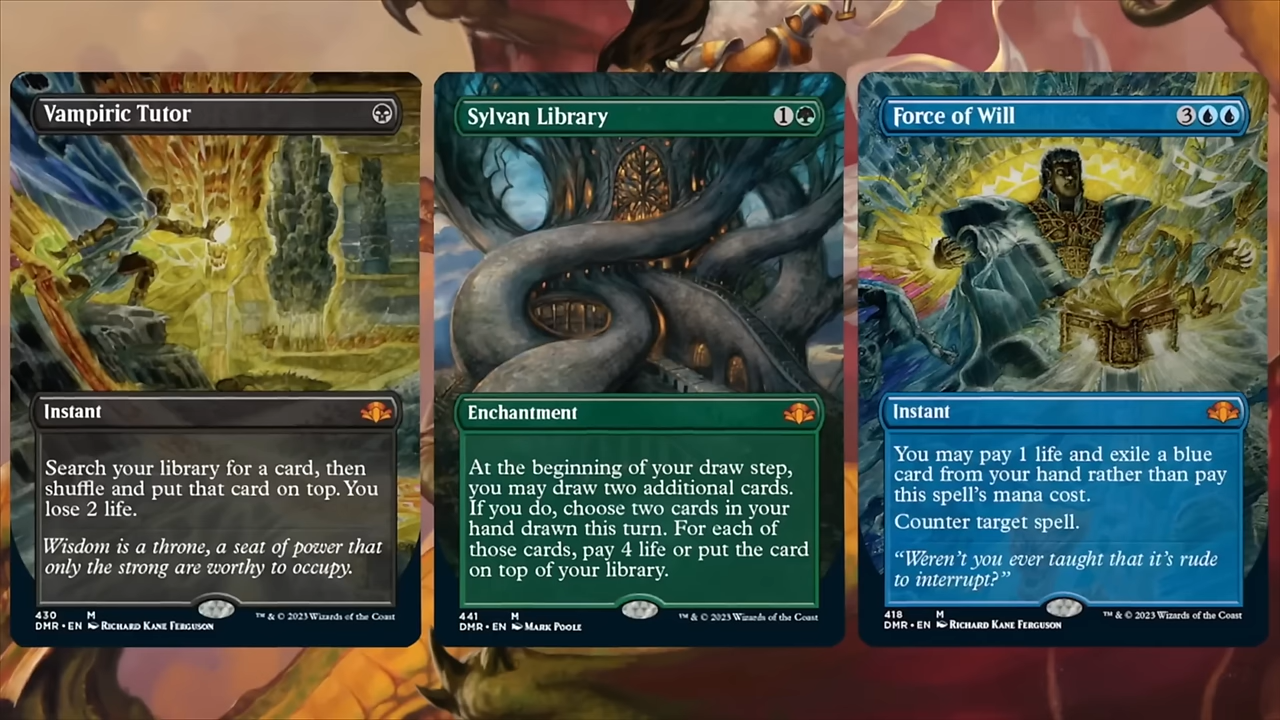 Vampiric Tutor
Instant
Search your library for a card, then
shuffle and put that card on top. You
lose 2 life.
Wisdom is a throne, a seat of power that
only the strong are worthy to occupy.
430 M
DMR • EN RICHARD KANE FERGUSON
™ & © 2023 Wizards of the Coast
Sylvan Library
1
Enchantment
At the beginning of your draw step,
you may draw two additional cards.
If you do, choose two cards in your
hand drawn this turn. For each of
those cards, pay 4 life or put the card
on top of your library.
441 M
DMR • EN MARK POOLE
™ & © 2023 Wizards of the Coast
Force of Will
3
Instant
You may pay 1 life and exile a blue
card from your hand rather than pay
this spell's mana cost.
Counter target spell.
“Weren't you ever taught that it's rude
to interrupt?”
418 M
DMR • EN RICHARD KANE FERGUSON
™ & © 2023 Wizards of the Coast